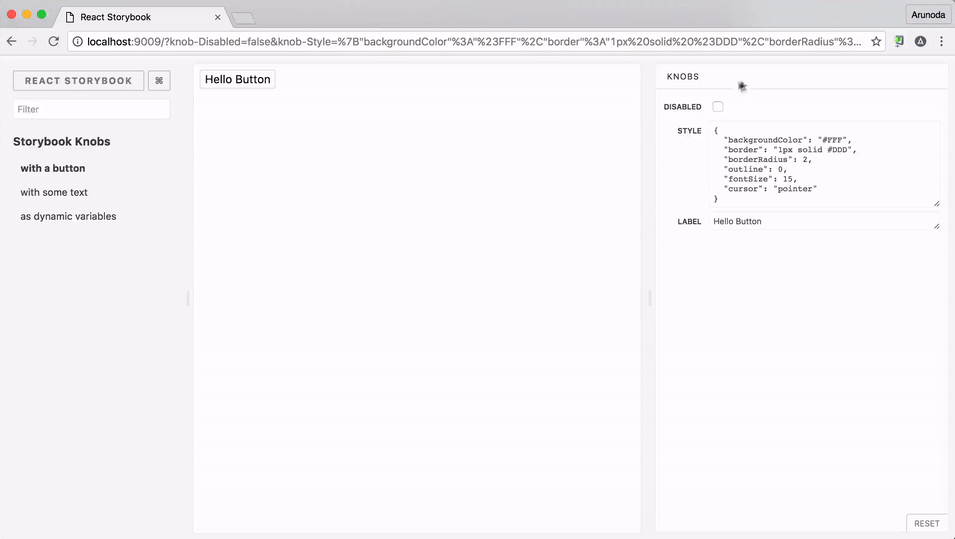 React Storybook
Arunoda
localhost:9009/?knob-Disabled=false&knob-Style=%7B"backgroundColor"%3A"%23FFF"%2C"border"%3A"1px%20solid%20%23DDD"%2C"borderRadius"%3...
REACT STORYBOOK
⌘
Filter
Storybook Knobs
with a button
with some text
as dynamic variables
Hello Button
KNOBS
DISABLED
STYLE
{
"backgroundColor": "#FFF",
"border": "1px solid #DDD",
"borderRadius": 2,
"outline": 0,
"fontSize": 15,
"cursor": "pointer"
}
LABEL
Hello Button
RESET